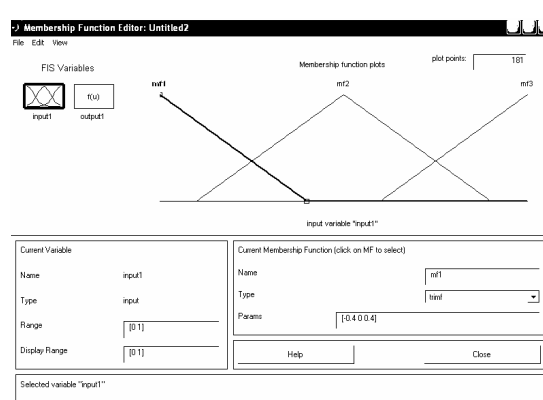 Membership Function Editor: Untitled2
File Edit View
FIS Variables
Membership function plots
plot points: 181
f(u)
input1 output1
mf1 mf2 mf3
input variable "input1"
Current Variable
Name input1
Type input
Range [0 1]
Display Range [0 1]
Current Membership Function (click on MF to select)
Name mf1
Type trimf
Params [-0.4 0 0.4]
Help Close
Selected variable "input1"